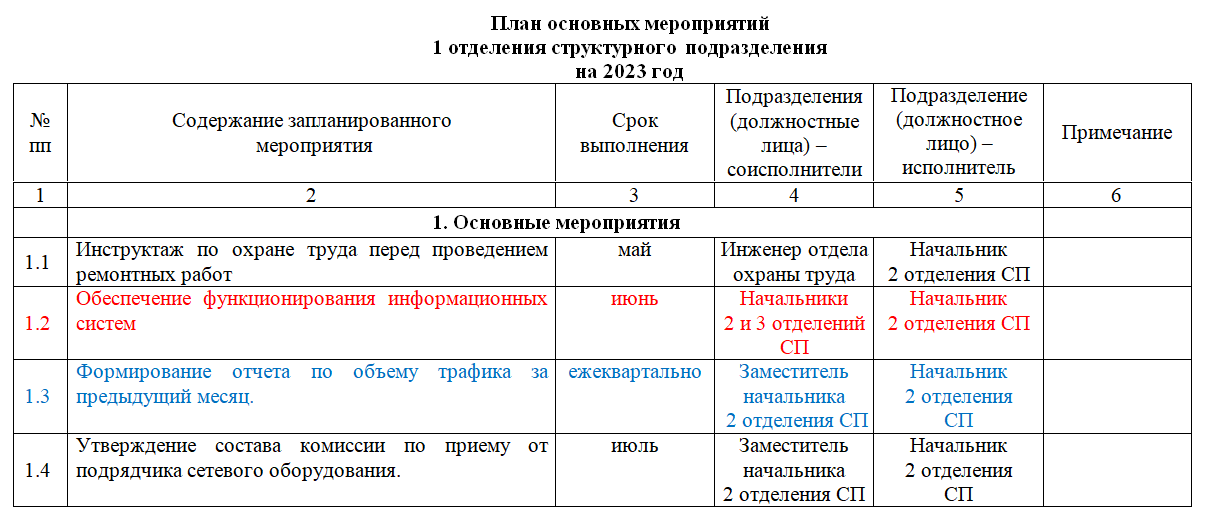 План основных мероприятий
1 отделения структурного подразделения
на 2023 год
№
пп
Содержание запланированного
мероприятия
Срок
выполнения
Подразделения
(должностные
лица) –
соисполнители
Подразделение
(должностное
лицо) –
исполнитель
Примечание
1
2
3
4
5
6
1. Основные мероприятия
1.1
Инструктаж по охране труда перед проведением
ремонтных работ
май
Инженер отдела
охраны труда
Начальник
2 отделения СП
1.2
Обеспечение функционирования информационных
систем
июнь
Начальники
2 и 3 отделений
СП
Начальник
2 отделения СП
1.3
Формирование отчета по объему трафика за
предыдущий месяц.
ежеквартально
Заместитель
начальника
2 отделения СП
Начальник
2 отделения
СП
1.4
Утверждение состава комиссии по приему от
подрядчика сетевого оборудования.
июль
Заместитель
начальника
2 отделения СП
Начальник
2 отделения
СП